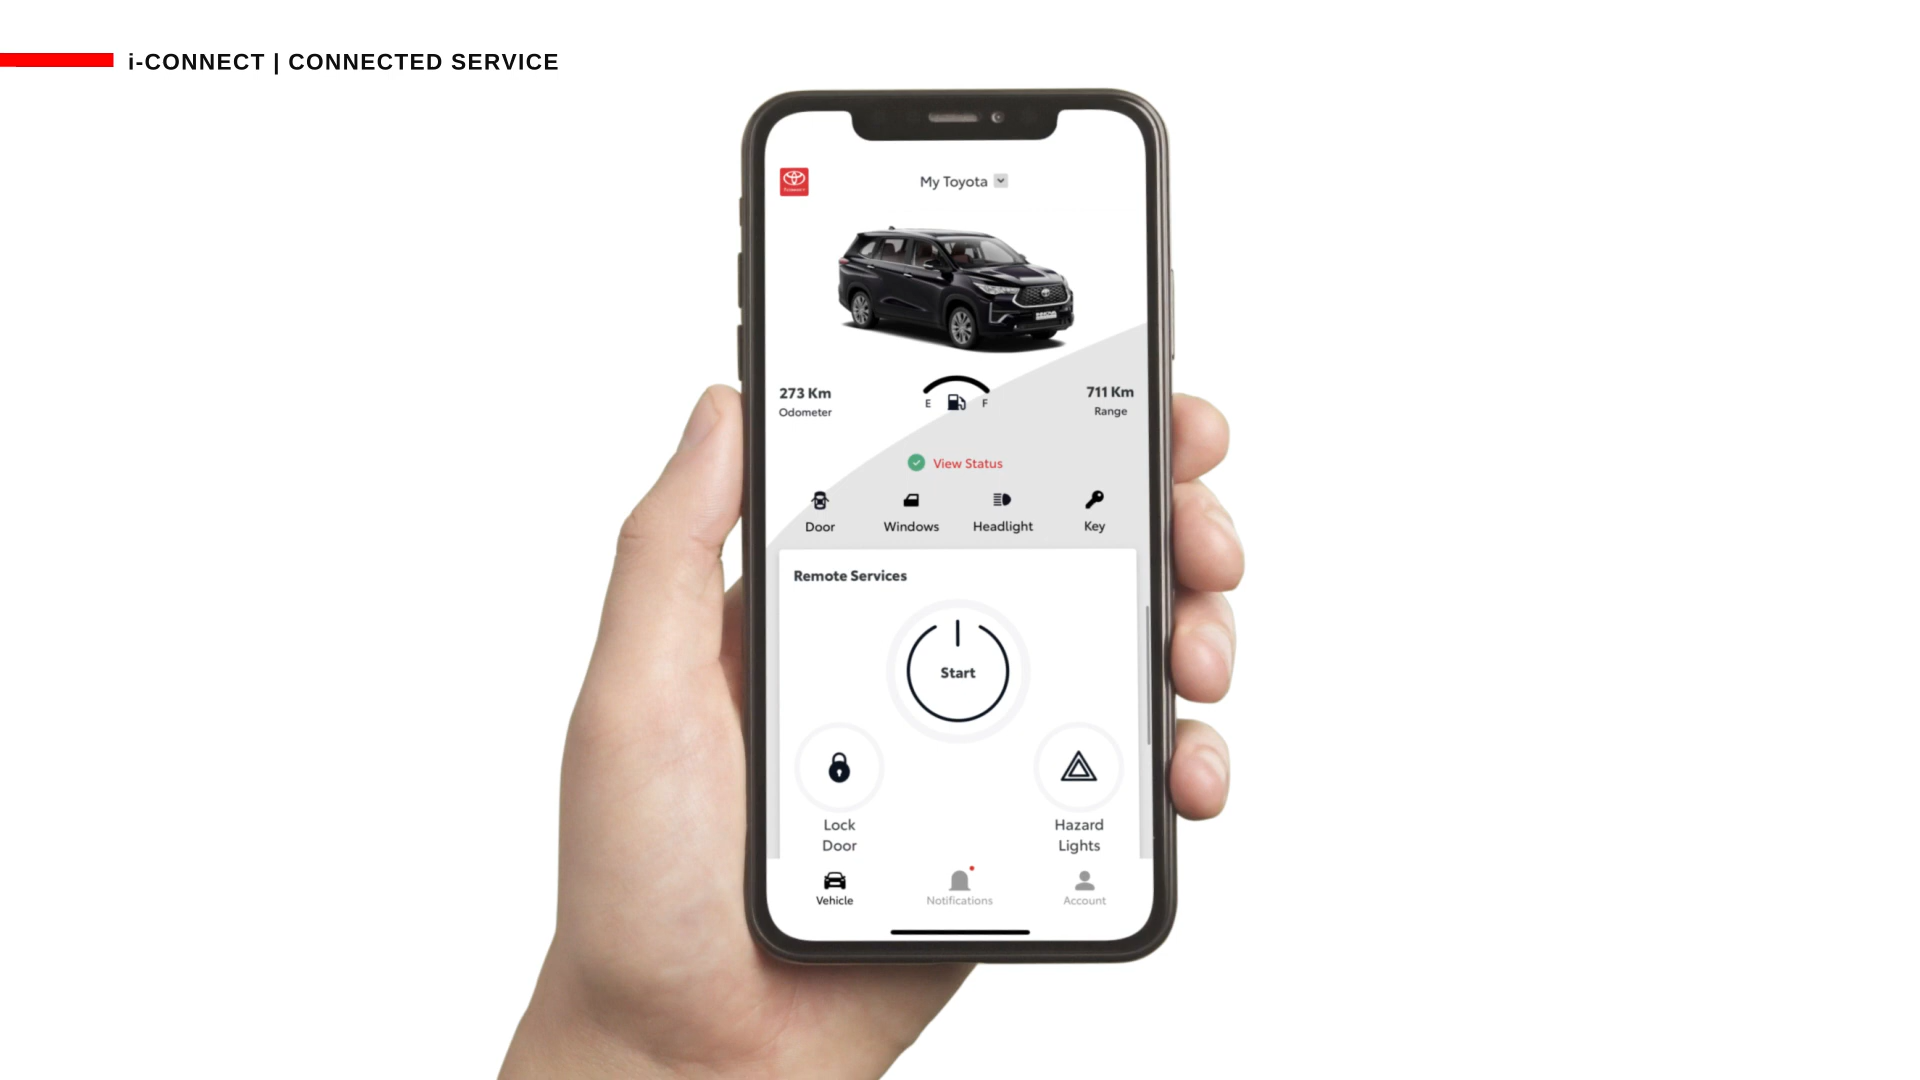 i-CONNECT | CONNECTED SERVICE
My Toyota
273 Km
Odometer
E F
711 Km
Range
View Status
Door Windows Headlight Key
Remote Services
Start
Lock
Door
Hazard
Lights
Vehicle Notifications Account